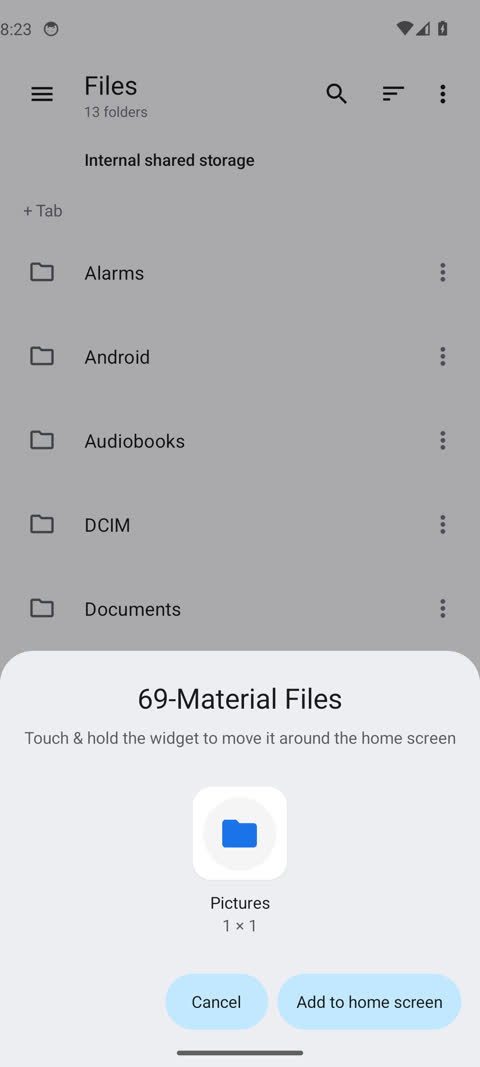 8:23
Files
13 folders
Internal shared storage
+ Tab
Alarms
Android
Audiobooks
DCIM
Documents
69-Material Files
Touch & hold the widget to move it around the home screen
Pictures
1 × 1
Cancel
Add to home screen